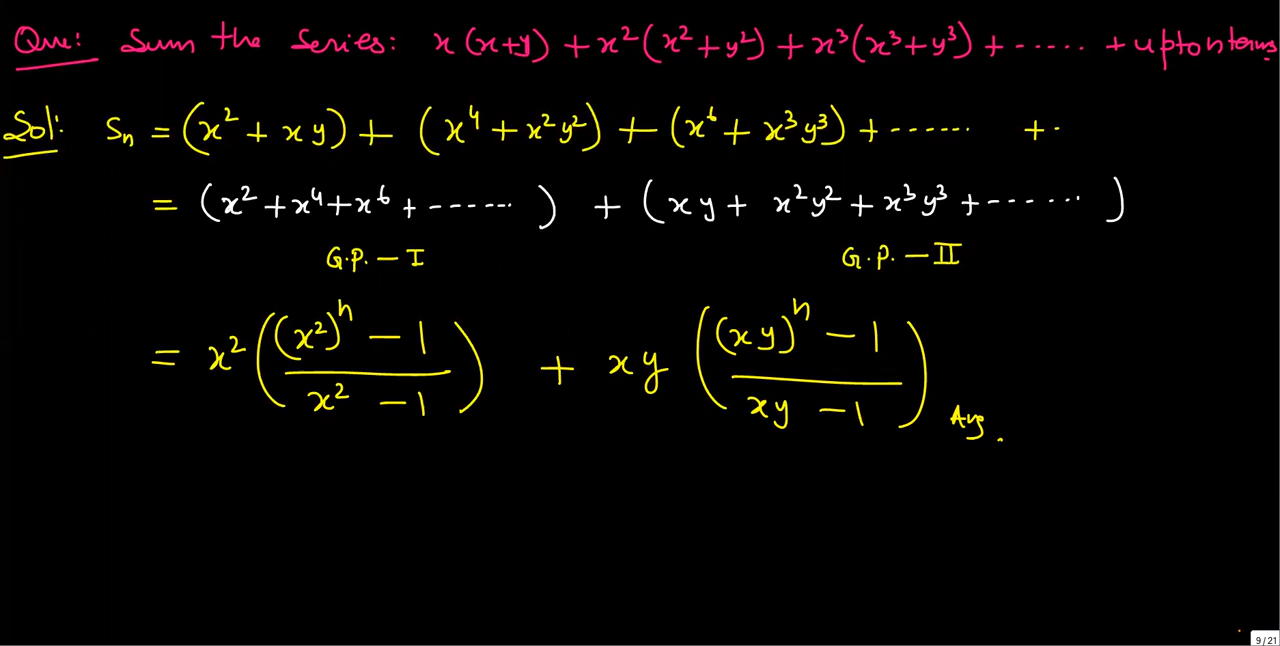 Que: Sum the Series: x(x+y) + x²(x²+y²) + x³(x³+y³) + ...... + upto n terms
Sol: Sₙ = (x² + xy) + (x⁴ + x²y²) + (x⁶ + x³y³) + ------ + ..
= (x² + x⁴ + x⁶ + ------ ) + (xy + x²y² + x³y³ + ------ )
G.P. – I G.P. – II
= x² (((x²)ⁿ – 1)/(x² – 1)) + xy (((xy)ⁿ – 1)/(xy – 1)) Ans.
9/21